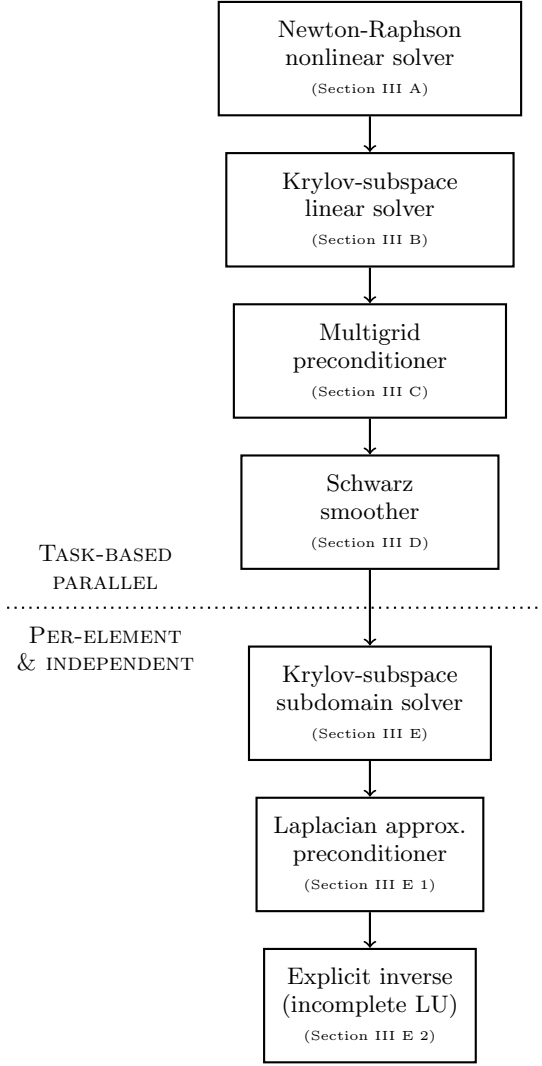 Newton-Raphson
nonlinear solver
(Section III A)
Krylov-subspace
linear solver
(Section III B)
Multigrid
preconditioner
(Section III C)
Schwarz
smoother
(Section III D)
Task-based
parallel
Per-element
& independent
Krylov-subspace
subdomain solver
(Section III E)
Laplacian approx.
preconditioner
(Section III E 1)
Explicit inverse
(incomplete LU)
(Section III E 2)